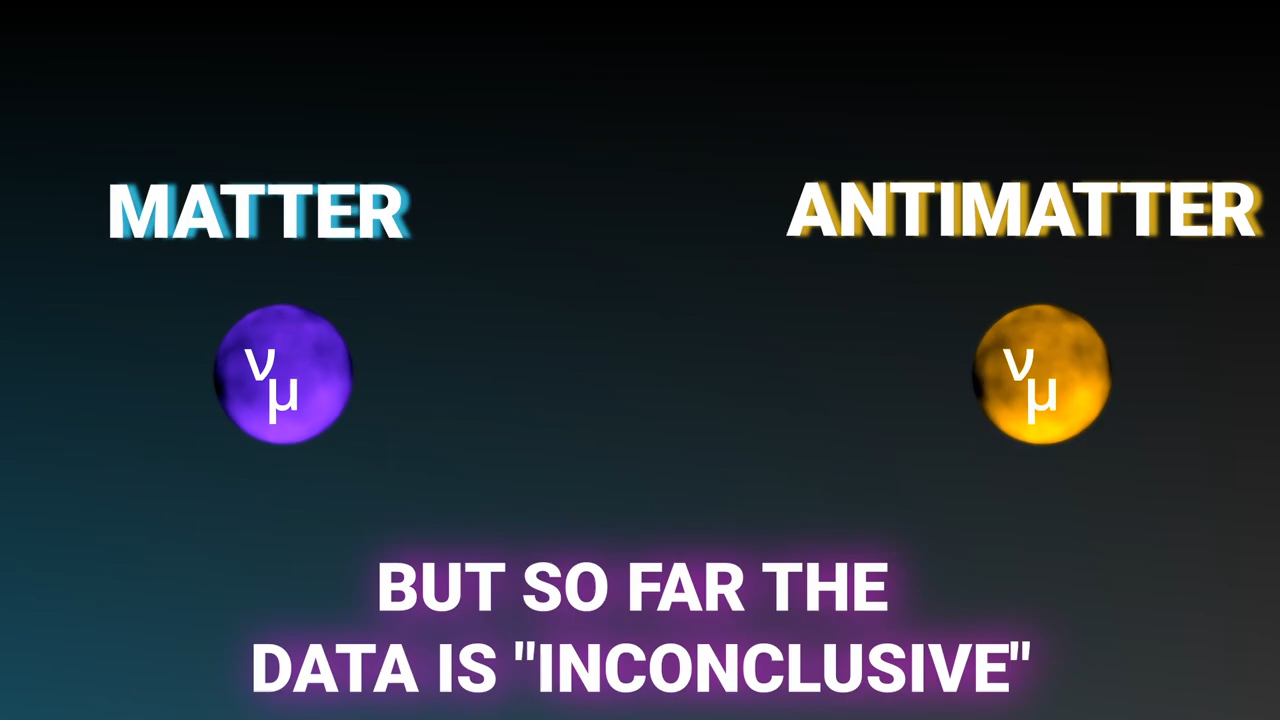 MATTER ANTIMATTER
νμ νμ
BUT SO FAR THE
DATA IS "INCONCLUSIVE"